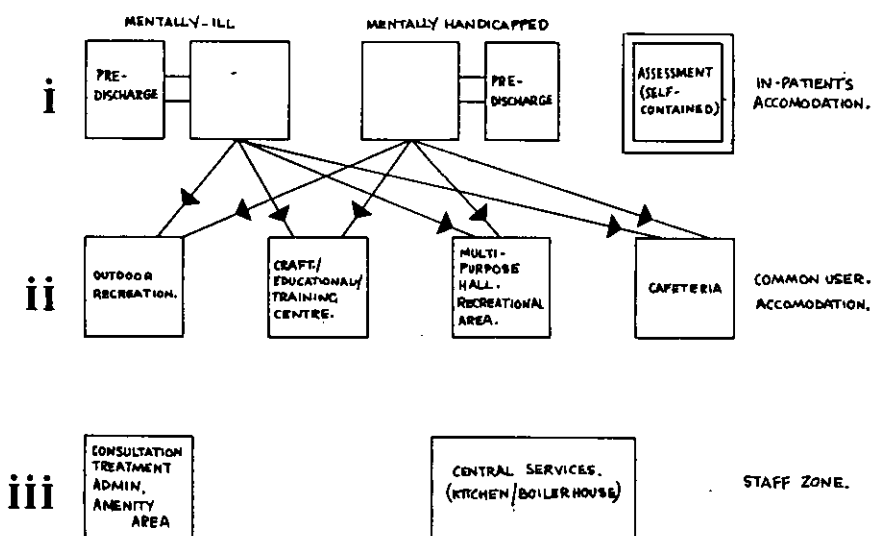 MENTALLY-ILL
MENTALLY HANDICAPPED
i
PRE-
DISCHARGE
PRE-
DISCHARGE
ASSESSMENT
(SELF-
CONTAINED)
IN-PATIENT'S
ACCOMODATION.
ii
OUTDOOR
RECREATION.
CRAFT/
EDUCATIONAL/
TRAINING
CENTRE.
MULTI-
PURPOSE
HALL.
RECREATIONAL
AREA.
CAFETERIA
COMMON USER.
ACCOMODATION.
iii
CONSULTATION
TREATMENT
ADMIN.
AMENITY
AREA
CENTRAL SERVICES.
(KITCHEN/BOILERHOUSE)
STAFF ZONE.